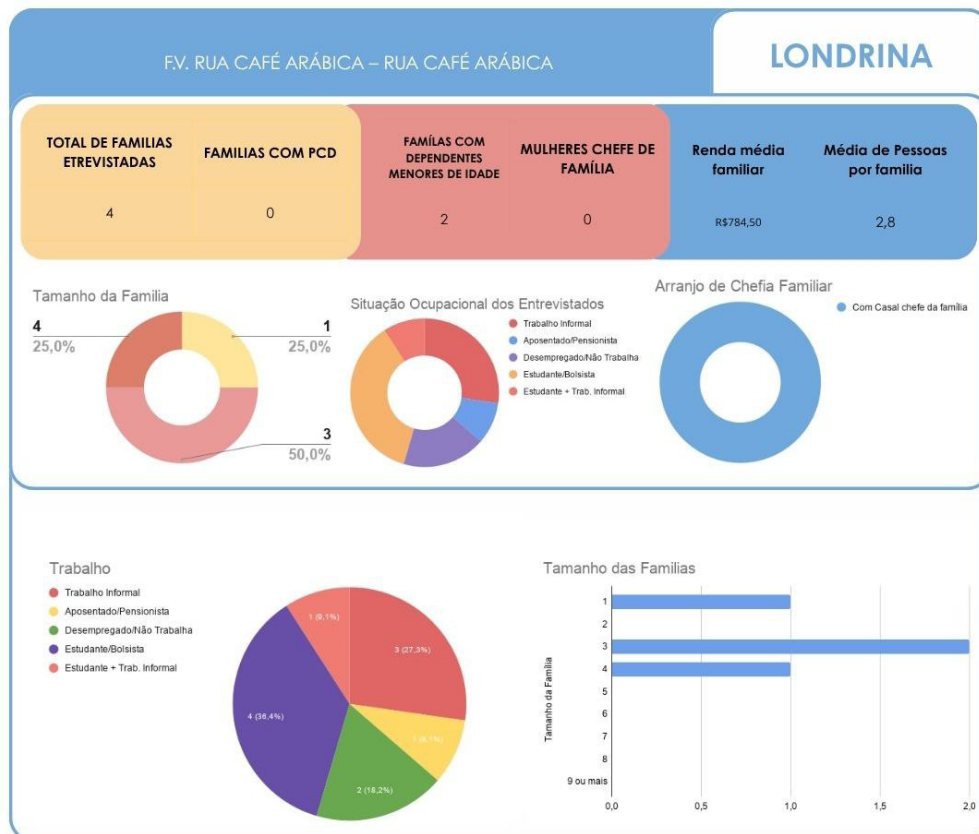 F.V. RUA CAFÉ ARÁBICA – RUA CAFÉ ARÁBICA
LONDRINA
TOTAL DE FAMILIAS
ETREVISTADAS
4
FAMILIAS COM PCD
0
FAMÍLAS COM
DEPENDENTES
MENORES DE IDADE
2
MULHERES CHEFE DE
FAMÍLIA
0
Renda média
familiar
R$784,50
Média de Pessoas
por familia
2,8
Tamanho da Familia
4
25,0%
1
25,0%
3
50,0%
Situação Ocupacional dos Entrevistados
Trabalho Informal
Aposentado/Pensionista
Desempregado/Não Trabalha
Estudante/Bolsista
Estudante + Trab. Informal
Arranjo de Chefia Familiar
Com Casal chefe da família
Trabalho
Trabalho Informal
Aposentado/Pensionista
Desempregado/Não Trabalha
Estudante/Bolsista
Estudante + Trab. Informal
1 (9,1%)
3 (27,3%)
4 (36,4%)
1 (9,1%)
2 (18,2%)
Tamanho das Familias
Tamanho da Família
1
2
3
4
5
6
7
8
9 ou mais
0,0
0,5
1,0
1,5
2,0